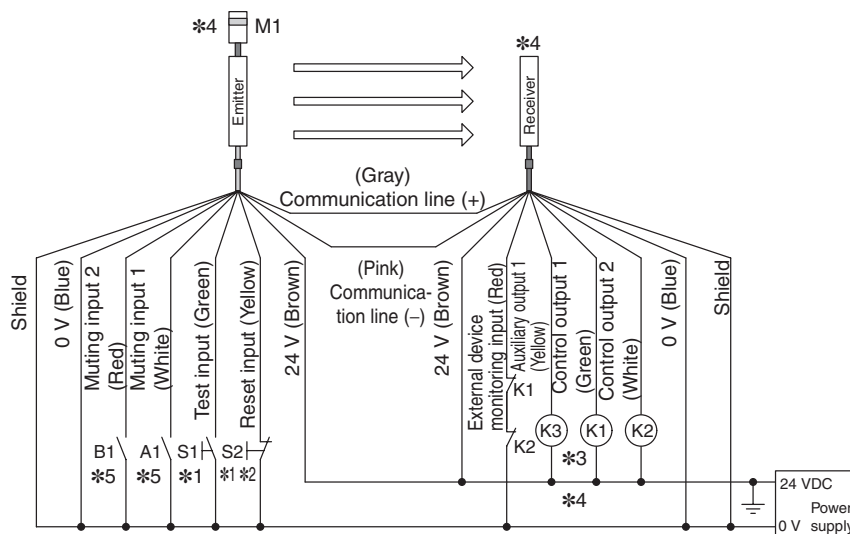 ✱4
M1
✱4
Emitter
Receiver
(Gray)
Communication line (+)
(Pink)
Communica-
tion line (−)
Shield
0 V (Blue)
Muting input 2
(Red)
Muting input 1
(White)
Test input (Green)
Reset input (Yellow)
24 V (Brown)
24 V (Brown)
External device
monitoring input (Red)
Auxiliary output 1
(Yellow)
Control output 1
(Green)
Control output 2
(White)
0 V (Blue)
Shield
K1
K2
K3
K1
K2
B1
A1
S1
S2
✱5
✱5
✱1
✱1 ✱2
✱3
✱4
24 VDC
Power
0 V
supply